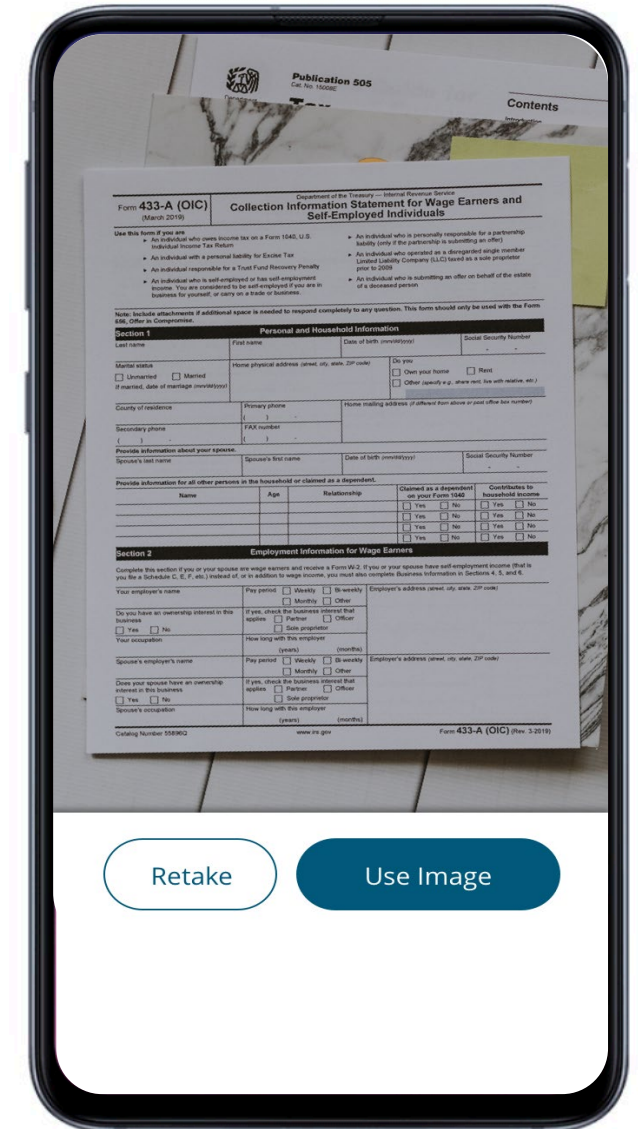 Publication 505
Cat. No. 15008E
Tax
Contents
Form 433-A (OIC)
(March 2019)
Department of the Treasury — Internal Revenue Service
Collection Information Statement for Wage Earners and
Self-Employed Individuals
Use this form if you are
► An individual who owes income tax on a Form 1040, U.S.
Individual Income Tax Return
► An individual with a personal liability for Excise Tax
► An individual responsible for a Trust Fund Recovery Penalty
► An individual who is self-employed or has self-employment
income. You are considered to be self-employed if you are in
business for yourself, or carry on a trade or business.
► An individual who is personally responsible for a partnership
liability (only if the partnership is submitting an offer)
► An individual who operated as a disregarded single member
Limited Liability Company (LLC) taxed as a sole proprietor
prior to 2009
► An individual who is submitting an offer on behalf of the estate
of a deceased person
Note: Include attachments if additional space is needed to respond completely to any question. This form should only be used with the Form
656, Offer in Compromise.
Section 1 Personal and Household Information
Last name First name Date of birth (mm/dd/yyyy) Social Security Number
- -
Marital status
Unmarried Married
If married, date of marriage (mm/dd/yyyy)
Home physical address (street, city, state, ZIP code)
Do you
Own your home Rent
Other (specify e.g., share rent, live with relative, etc.)
County of residence Primary phone
( ) -
Home mailing address (if different from above or post office box number)
Secondary phone FAX number
( ) - ( ) -
Provide information about your spouse.
Spouse's last name Spouse's first name Date of birth (mm/dd/yyyy) Social Security Number
- -
Provide information for all other persons in the household or claimed as a dependent.
Name Age Relationship Claimed as a dependent
on your Form 1040 Contributes to
household income
Yes No Yes No
Yes No Yes No
Yes No Yes No
Yes No Yes No
Section 2 Employment Information for Wage Earners
Complete this section if you or your spouse are wage earners and receive a Form W-2. If you or your spouse have self-employment income (that is
you file a Schedule C, E, F, etc.) instead of, or in addition to wage income, you must also complete Business Information in Sections 4, 5, and 6.
Your employer's name Pay period Weekly Bi-weekly
Monthly Other
Employer's address (street, city, state, ZIP code)
Do you have an ownership interest in this
business
Yes No
If yes, check the business interest that
applies Partner Officer
Sole proprietor
Your occupation How long with this employer
(years) (months)
Spouse's employer's name Pay period Weekly Bi-weekly
Monthly Other
Employer's address (street, city, state, ZIP code)
Does your spouse have an ownership
interest in this business
Yes No
If yes, check the business interest that
applies Partner Officer
Sole proprietor
Spouse's occupation How long with this employer
(years) (months)
Catalog Number 55896Q www.irs.gov Form 433-A (OIC) (Rev. 3-2019)
Retake
Use Image